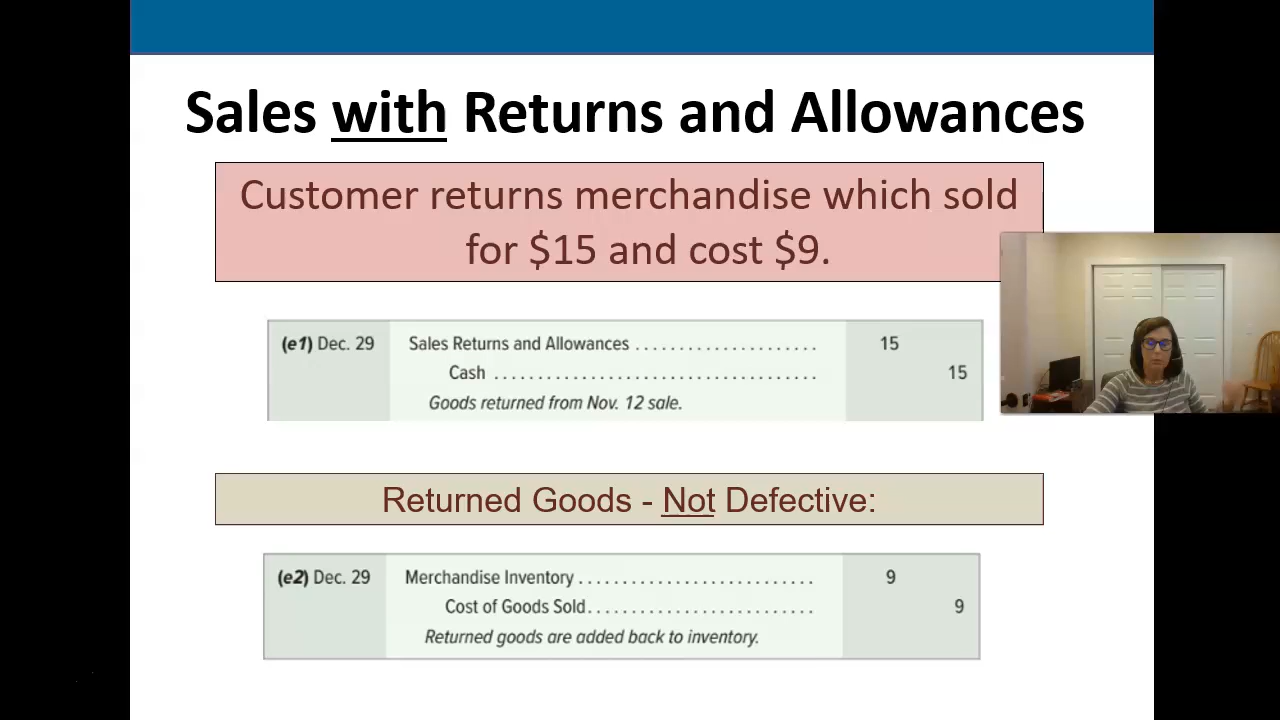 Sales with Returns and Allowances
Customer returns merchandise which sold
for $15 and cost $9.
(e1) Dec. 29 Sales Returns and Allowances ..................... 15
Cash ..................................... 15
Goods returned from Nov. 12 sale.
Returned Goods - Not Defective:
(e2) Dec. 29 Merchandise Inventory ........................... 9
Cost of Goods Sold.......................... 9
Returned goods are added back to inventory.